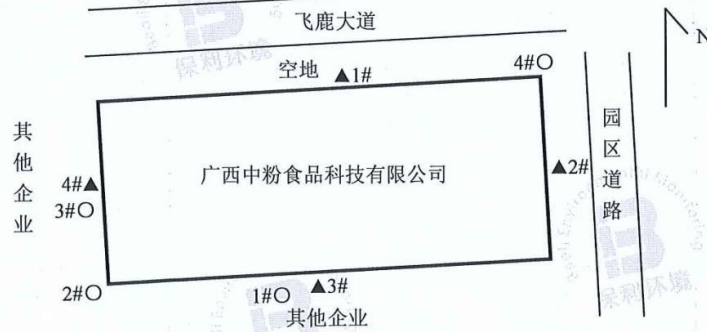 飞鹿大道
保利环境
空地 ▲1#
4#O
N
其他企业
4#▲
3#O
广西中粉食品科技有限公司
▲2#
园区道路
2#O
1#O ▲3#
其他企业
保利环境